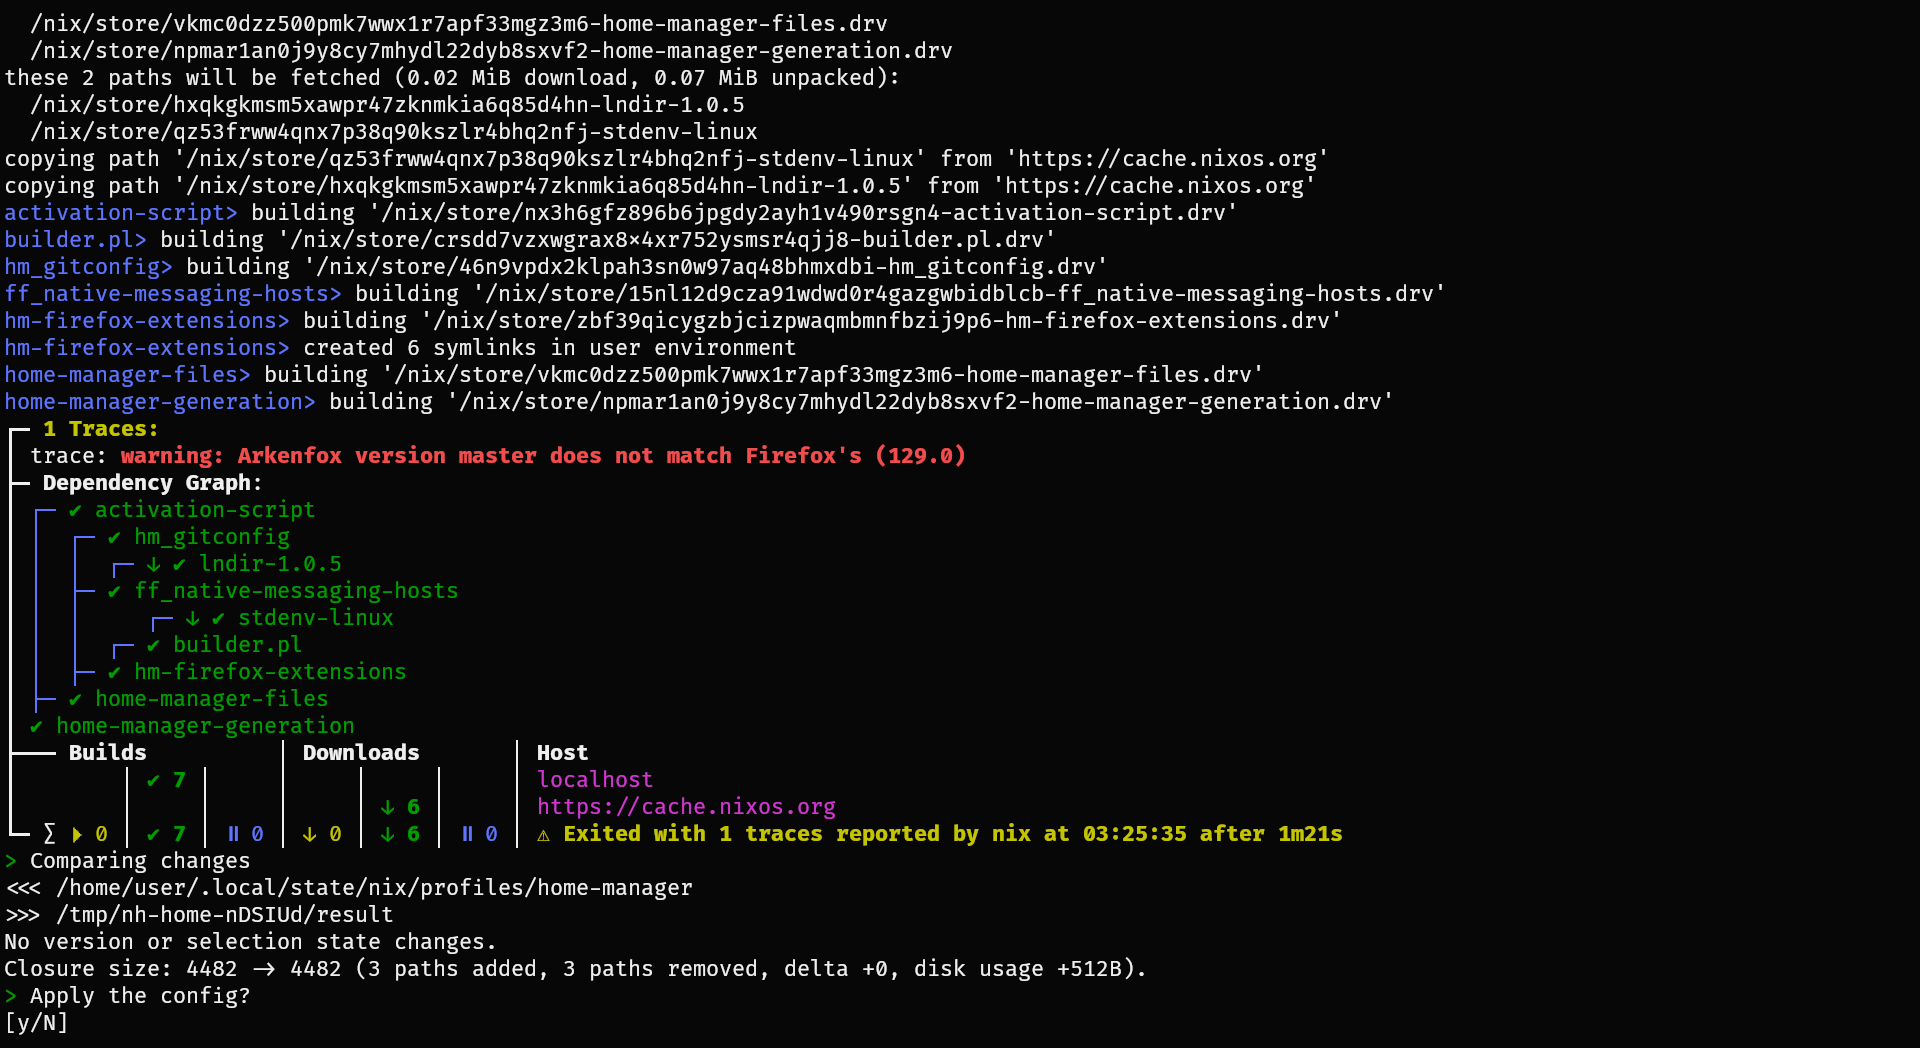 /nix/store/vkmc0dzz500pmk7wwx1r7apf33mgz3m6-home-manager-files.drv
/nix/store/npmar1an0j9y8cy7mhydl22dyb8sxvf2-home-manager-generation.drv
these 2 paths will be fetched (0.02 MiB download, 0.07 MiB unpacked):
/nix/store/hxqkgkmsm5xawpr47zknmkia6q85d4hn-lndir-1.0.5
/nix/store/qz53frww4qnx7p38q90kszlr4bhq2nfj-stdenv-linux
copying path '/nix/store/qz53frww4qnx7p38q90kszlr4bhq2nfj-stdenv-linux' from 'https://cache.nixos.org'
copying path '/nix/store/hxqkgkmsm5xawpr47zknmkia6q85d4hn-lndir-1.0.5' from 'https://cache.nixos.org'
activation-script> building '/nix/store/nx3h6gfz896b6jpgdy2ayh1v490rsgn4-activation-script.drv'
builder.pl> building '/nix/store/crsdd7vzxwgrax8×4xr752ysmsr4qjj8-builder.pl.drv'
hm_gitconfig> building '/nix/store/46n9vpdx2klpah3sn0w97aq48bhmxdbi-hm_gitconfig.drv'
ff_native-messaging-hosts> building '/nix/store/15nl12d9cza91wdwd0r4gazgwbidblcb-ff_native-messaging-hosts.drv'
hm-firefox-extensions> building '/nix/store/zbf39qicygzbjcizpwaqmbmnfbzij9p6-hm-firefox-extensions.drv'
hm-firefox-extensions> created 6 symlinks in user environment
home-manager-files> building '/nix/store/vkmc0dzz500pmk7wwx1r7apf33mgz3m6-home-manager-files.drv'
home-manager-generation> building '/nix/store/npmar1an0j9y8cy7mhydl22dyb8sxvf2-home-manager-generation.drv'
1 Traces:
trace: warning: Arkenfox version master does not match Firefox's (129.0)
Dependency Graph:
✔ activation-script
✔ hm_gitconfig
↓ ✔ lndir-1.0.5
✔ ff_native-messaging-hosts
↓ ✔ stdenv-linux
✔ builder.pl
✔ hm-firefox-extensions
✔ home-manager-files
✔ home-manager-generation
Builds │ Downloads │ Host
✔ 7 │ │ localhost
│ ↓ 6 │ https://cache.nixos.org
∑ ⏵ 0 │ ✔ 7 │ ⏸ 0 │ ↓ 0 │ ↓ 6 │ ⏸ 0 │ ⚠ Exited with 1 traces reported by nix at 03:25:35 after 1m21s
> Comparing changes
<<< /home/user/.local/state/nix/profiles/home-manager
>>> /tmp/nh-home-nDSIUd/result
No version or selection state changes.
Closure size: 4482 -> 4482 (3 paths added, 3 paths removed, delta +0, disk usage +512B).
> Apply the config?
[y/N]